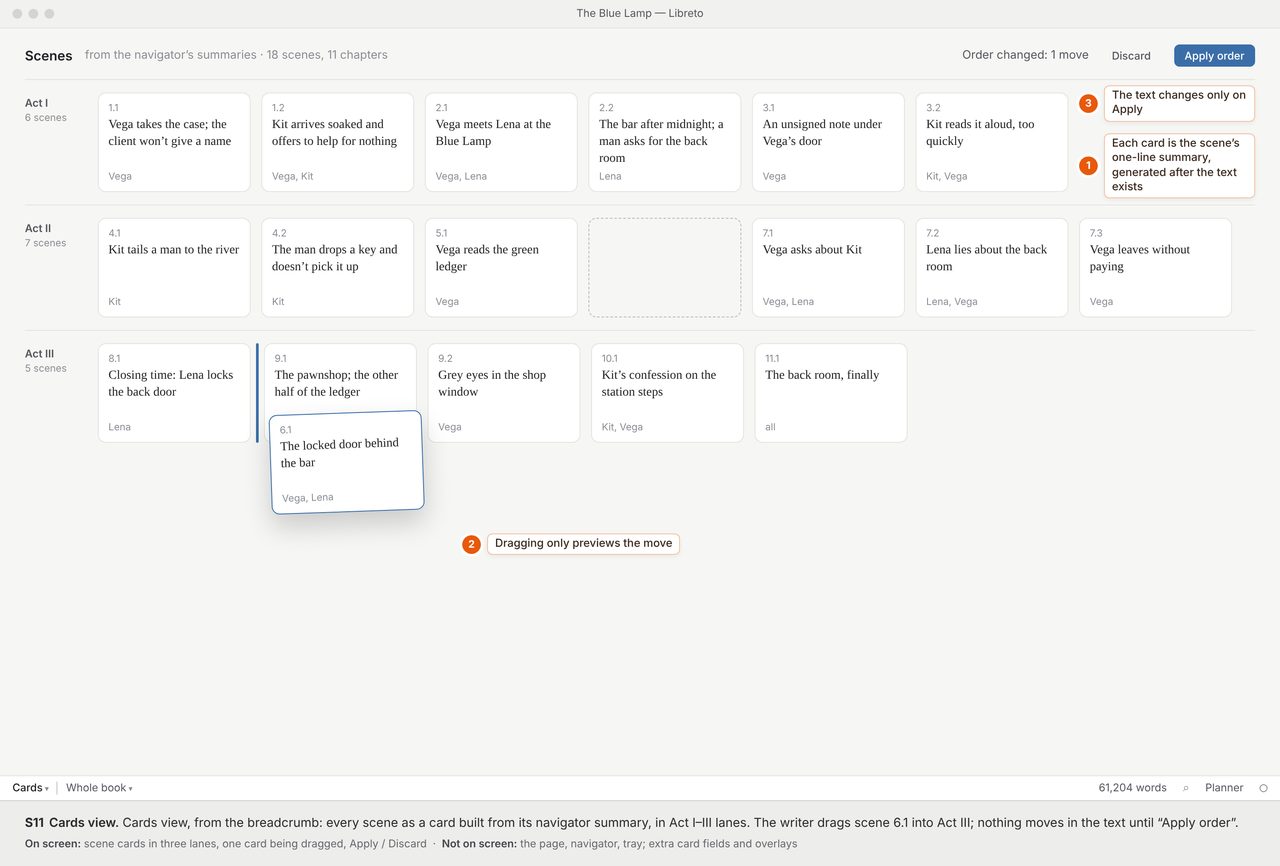 The Blue Lamp — Libreto
Scenes from the navigator’s summaries · 18 scenes, 11 chapters
Order changed: 1 move Discard Apply order
Act I
6 scenes
1.1
Vega takes the case; the
client won’t give a name
Vega
1.2
Kit arrives soaked and
offers to help for nothing
Vega, Kit
2.1
Vega meets Lena at the
Blue Lamp
Vega, Lena
2.2
The bar after midnight; a
man asks for the back
room
Lena
3.1
An unsigned note under
Vega’s door
Vega
3.2
Kit reads it aloud, too
quickly
Kit, Vega
3
The text changes only on
Apply
1
Each card is the scene’s
one-line summary,
generated after the text
exists
Act II
7 scenes
4.1
Kit tails a man to the river
Kit
4.2
The man drops a key and
doesn’t pick it up
Kit
5.1
Vega reads the green
ledger
Vega
7.1
Vega asks about Kit
Vega, Lena
7.2
Lena lies about the back
room
Lena, Vega
7.3
Vega leaves without
paying
Vega
Act III
5 scenes
8.1
Closing time: Lena locks
the back door
Lena
9.1
The pawnshop; the other
half of the ledger
6.1
The locked door behind
the bar
Vega, Lena
9.2
Grey eyes in the shop
window
Vega
10.1
Kit’s confession on the
station steps
Kit, Vega
11.1
The back room, finally
all
2 Dragging only previews the move
Cards ▾ Whole book ▾
61,204 words Planner
S11 Cards view. Cards view, from the breadcrumb: every scene as a card built from its navigator summary, in Act I–III lanes. The writer drags scene 6.1 into Act III; nothing moves in the text until “Apply order”.
On screen: scene cards in three lanes, one card being dragged, Apply / Discard · Not on screen: the page, navigator, tray; extra card fields and overlays